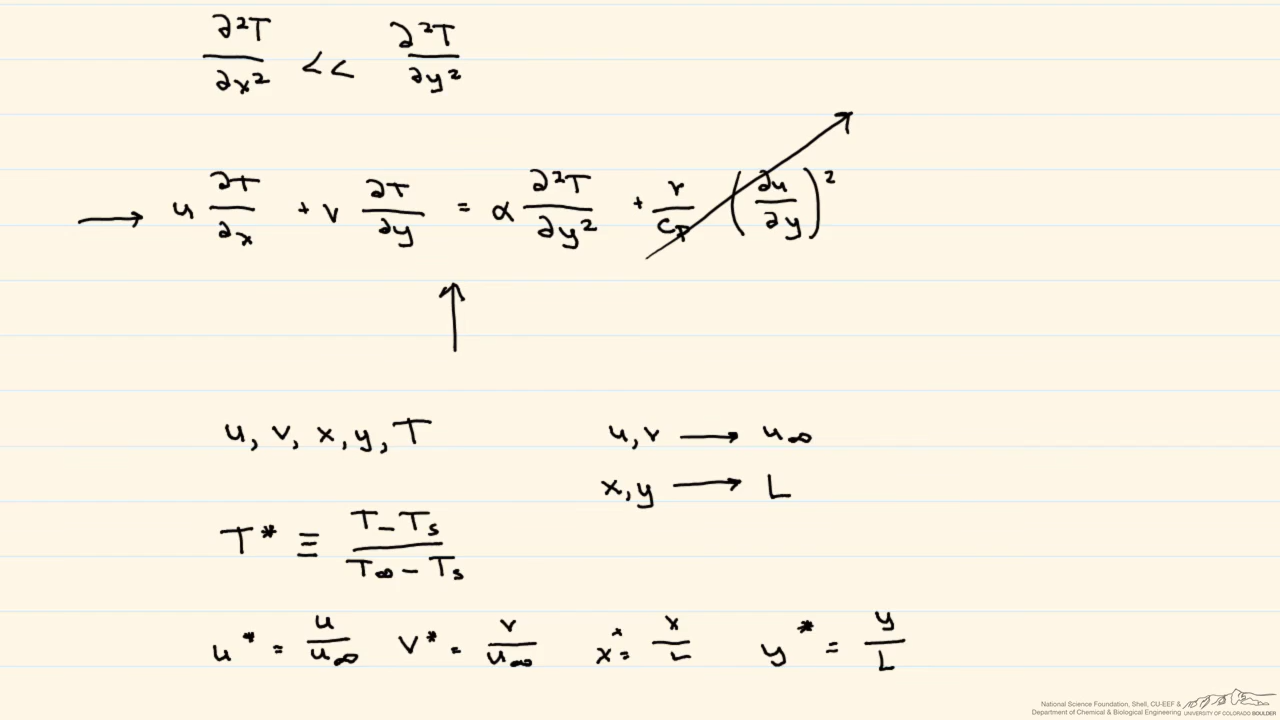 ∂²T/∂x² << ∂²T/∂y²
⟶ u ∂T/∂x + v ∂T/∂y = α ∂²T/∂y² + ν/cp (∂u/∂y)²
u, v, x, y, T
u, v ⟶ u∞
x, y ⟶ L
T* ≡ (T - Ts)/(T∞ - Ts)
u* = u/u∞ v* = v/u∞ x* = x/L y* = y/L
National Science Foundation, Shell, CU-EEF &
Department of Chemical & Biological Engineering UNIVERSITY OF COLORADO BOULDER